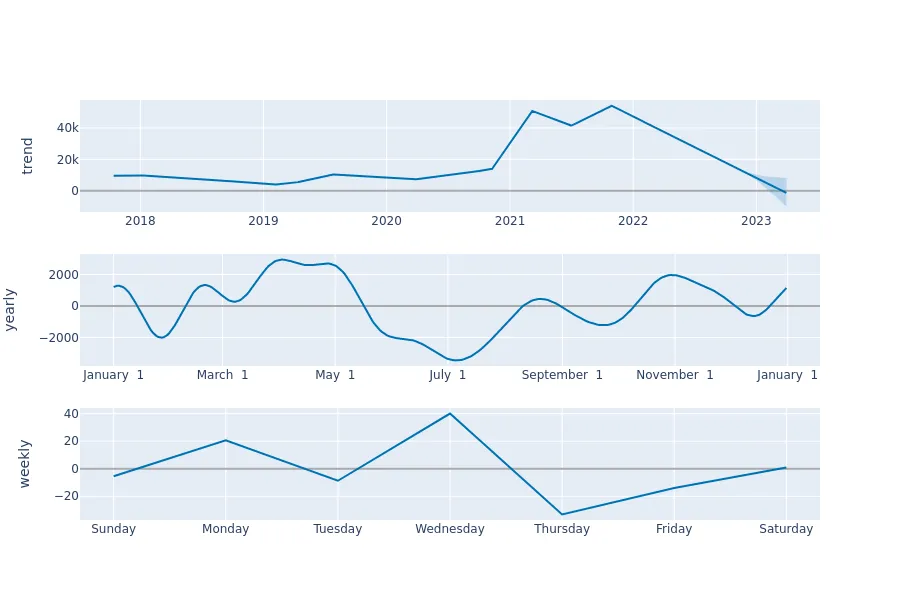 trend
40k
20k
0
2018 2019 2020 2021 2022 2023
yearly
2000
0
−2000
January 1 March 1 May 1 July 1 September 1 November 1 January 1
weekly
40
20
0
−20
Sunday Monday Tuesday Wednesday Thursday Friday Saturday